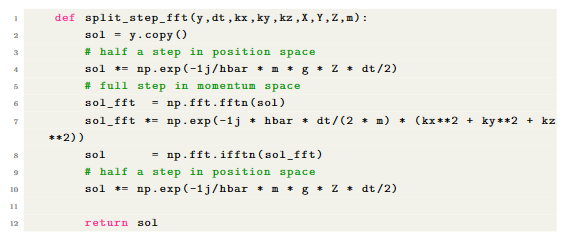 1 def split_step_fft(y,dt,kx,ky,kz,X,Y,Z,m):
2 sol = y.copy()
3 # half a step in position space
4 sol *= np.exp(-1j/hbar * m * g * Z * dt/2)
5 # full step in momentum space
6 sol_fft = np.fft.fftn(sol)
7 sol_fft *= np.exp(-1j * hbar * dt/(2 * m) * (kx**2 + ky**2 + kz
**2))
8 sol = np.fft.ifftn(sol_fft)
9 # half a step in position space
10 sol *= np.exp(-1j/hbar * m * g * Z * dt/2)
11
12 return sol